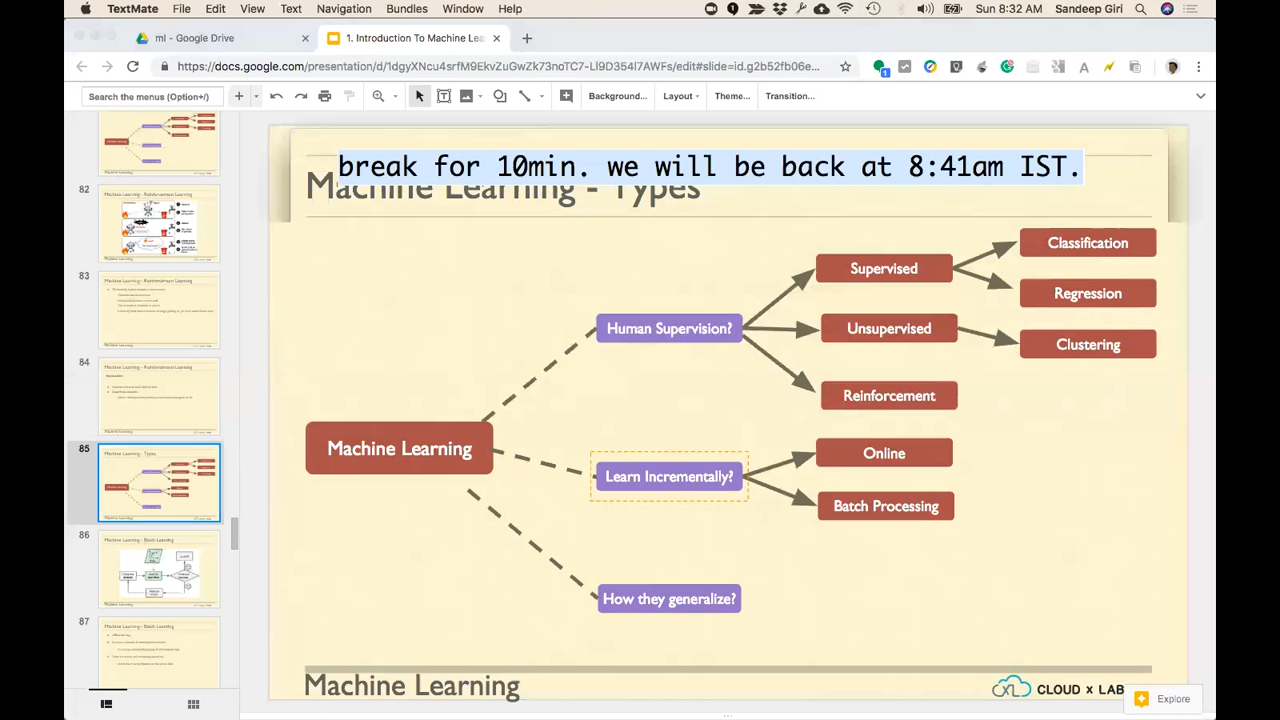 TextMate File Edit View Text Navigation Bundles Window Help Sun 8:32 AM Sandeep Giri
ml - Google Drive
1. Introduction To Machine Lea
https://docs.google.com/presentation/d/1dgyXNcu4srfM9EkvZuGwZk73noTC7-Ll9D354l7AWFs/edit#slide=id.g2b52fb0e9...
Search the menus (Option+/)
Background...
Layout
Theme...
Transition...
break for 10min. we will be back at 8:41am IST.
Machine Learning - Types
Classification
Supervised
Regression
Human Supervision?
Unsupervised
Clustering
Reinforcement
Machine Learning
Online
Learn Incrementally?
Batch Processing
How they generalize?
Machine Learning
CLOUD x LAB
Explore
82
Machine Learning - Reinforcement Learning
83
Machine Learning - Reinforcement Learning
84
Machine Learning - Reinforcement Learning
85
Machine Learning - Types
86
Machine Learning - Batch Learning
87
Machine Learning - Batch Learning